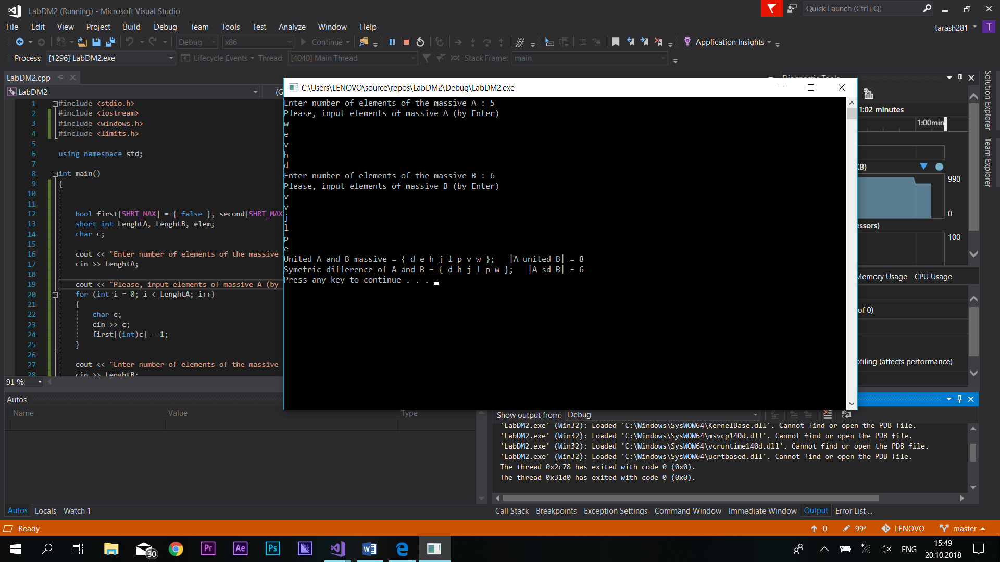 LabDM2 (Running) - Microsoft Visual Studio
Quick Launch (Ctrl+Q)
File Edit View Project Build Debug Team Tools Test Analyze Window Help
tarash281 T
Debug x86 Continue Application Insights
Process: [1296] LabDM2.exe Lifecycle Events Thread: [4040] Main Thread Stack Frame: main
LabDM2.cpp
LabDM2 (G
1 #include <stdio.h>
2 #include <iostream>
3 #include <windows.h>
4 #include <limits.h>
5
6 using namespace std;
7
8 int main()
9 {
10
11
12 bool first[SHRT_MAX] = { false }, second[SHRT_MAX
13 short int LenghtA, LenghtB, elem;
14 char c;
15
16 cout << "Enter number of elements of the massive
17 cin >> LenghtA;
18
19 cout << "Please, input elements of massive A (by
20 for (int i = 0; i < LenghtA; i++)
21 {
22 char c;
23 cin >> c;
24 first[(int)c] = 1;
25 }
26
27 cout << "Enter number of elements of the massive
28 cin >> LenghtB;
91 %
C:\Users\LENOVO\source\repos\LabDM2\Debug\LabDM2.exe
Enter number of elements of the massive A : 5
Please, input elements of massive A (by Enter)
w
e
v
h
d
Enter number of elements of the massive B : 6
Please, input elements of massive B (by Enter)
v
v
j
l
p
e
United A and B massive = { d e h j l p v w };   |A united B| = 8
Symetric difference of A and B = { d h j l p w };   |A sd B| = 6
Press any key to continue . . .
Diagnostic Tools
1:02 minutes
1:00min
KB)
990
0
essors)
100
Memory Usage CPU Usage
of 0)
ofiling (affects performance)
Solution Explorer
Team Explorer
Autos
Name Value Type
Autos Locals Watch 1
Show output from: Debug
'LabDM2.exe' (Win32): Loaded 'C:\Windows\SysWOW64\KernelBase.dll'. Cannot find or open the PDB file.
'LabDM2.exe' (Win32): Loaded 'C:\Windows\SysWOW64\msvcp140d.dll'. Cannot find or open the PDB file.
'LabDM2.exe' (Win32): Loaded 'C:\Windows\SysWOW64\vcruntime140d.dll'. Cannot find or open the PDB file.
'LabDM2.exe' (Win32): Loaded 'C:\Windows\SysWOW64\ucrtbased.dll'. Cannot find or open the PDB file.
The thread 0x2c78 has exited with code 0 (0x0).
The thread 0x31d0 has exited with code 0 (0x0).
Call Stack Breakpoints Exception Settings Command Window Immediate Window Output Error List ...
Ready 0 99* LENOVO master
30 Pr Ae Ps ENG 15:49
20.10.2018